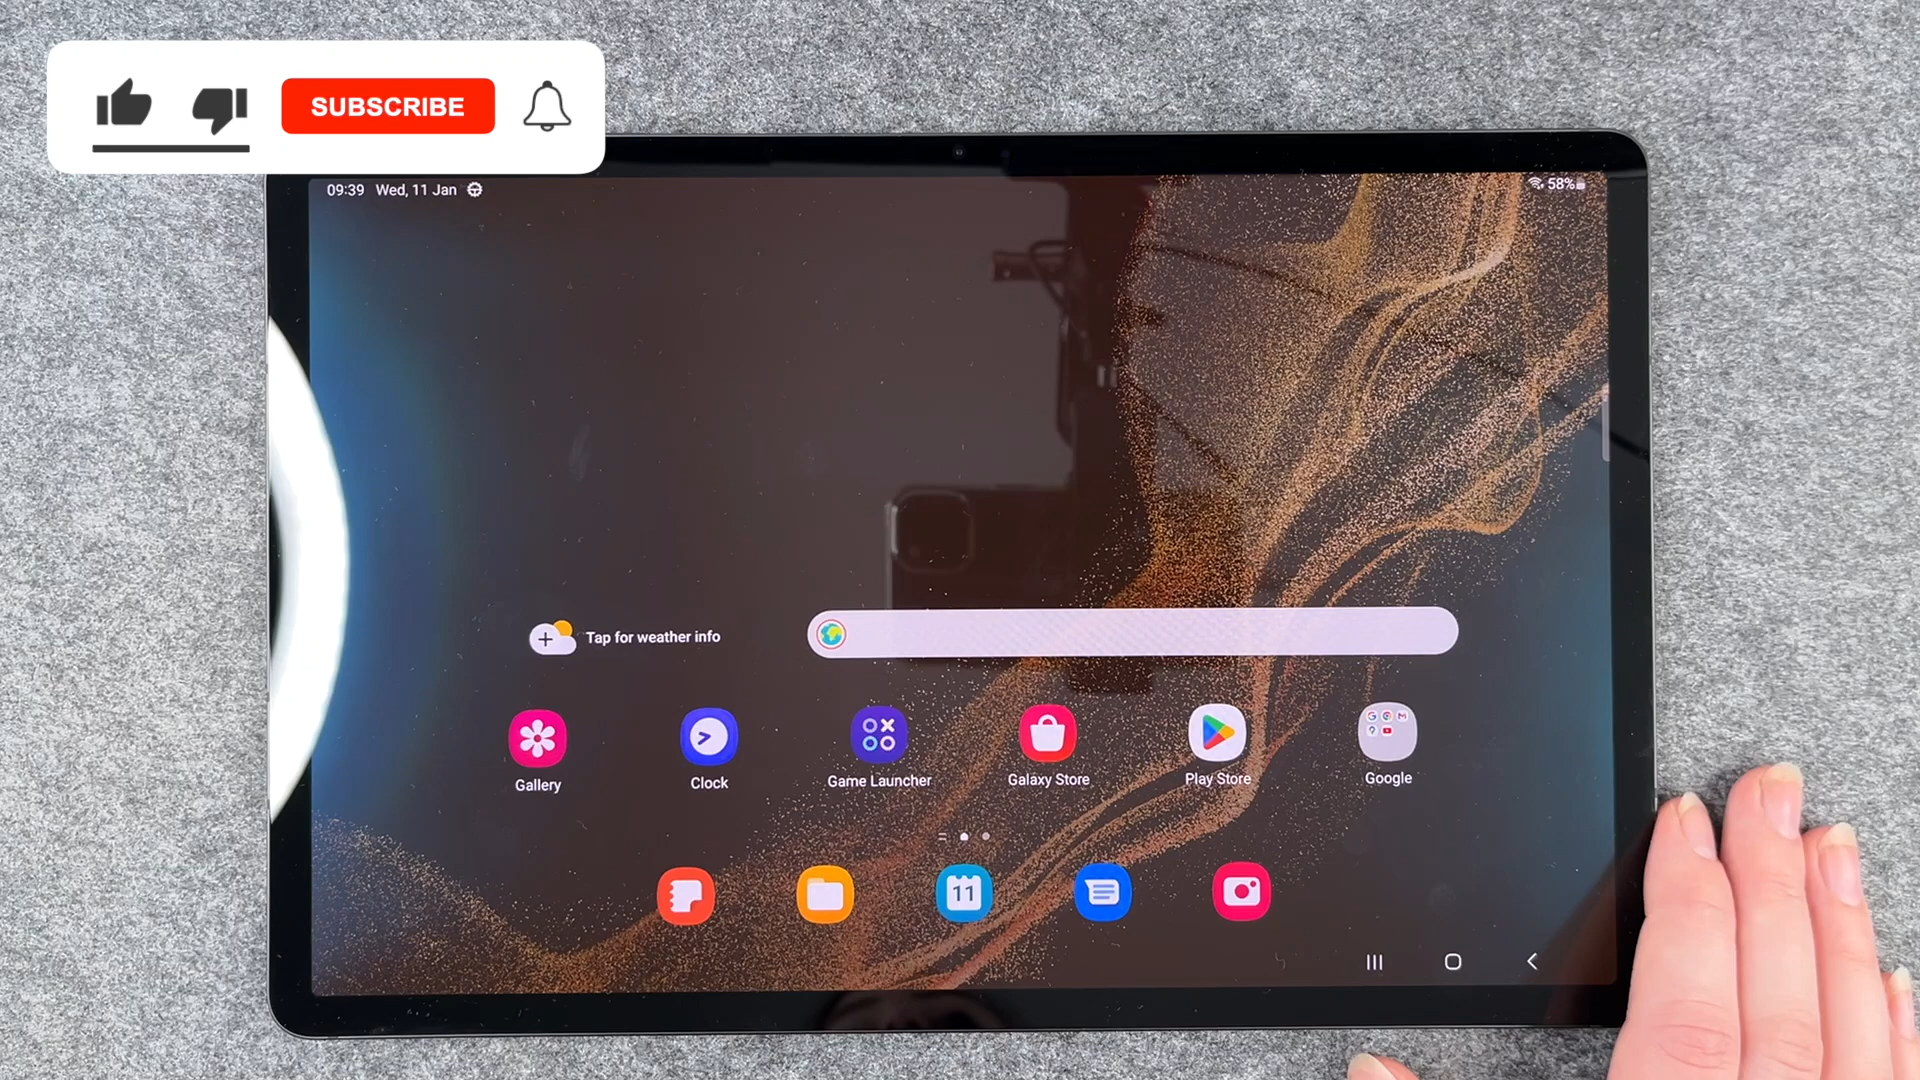 SUBSCRIBE
09:39 Wed, 11 Jan
58%
Tap for weather info
Gallery
Clock
Game Launcher
Galaxy Store
Play Store
Google
11